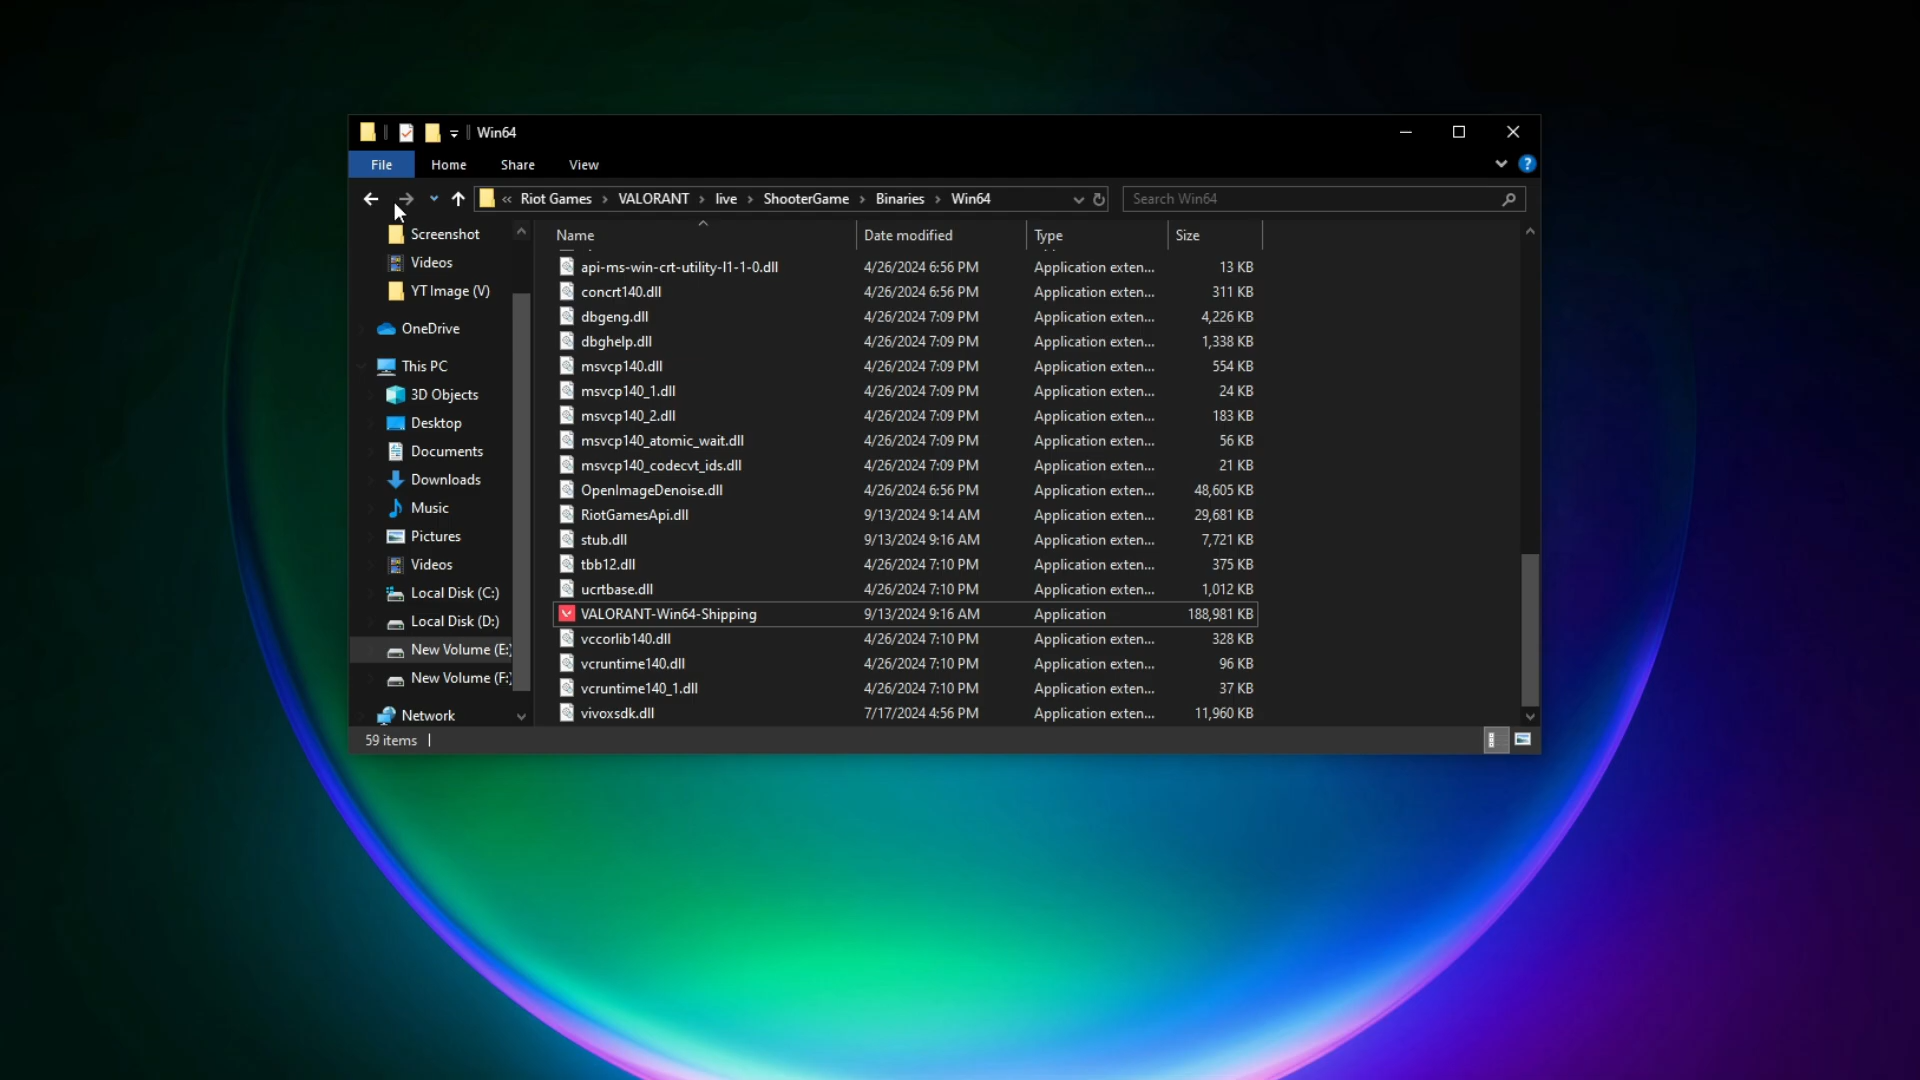 Win64
File Home Share View
« Riot Games › VALORANT › live › ShooterGame › Binaries › Win64 Search Win64
Screenshot
Videos
YT Image (V)
OneDrive
This PC
3D Objects
Desktop
Documents
Downloads
Music
Pictures
Videos
Local Disk (C:)
Local Disk (D:)
New Volume (E:)
New Volume (F:)
Network
Name Date modified Type Size
api-ms-win-crt-utility-l1-1-0.dll 4/26/2024 6:56 PM Application exten... 13 KB
concrt140.dll 4/26/2024 6:56 PM Application exten... 311 KB
dbgeng.dll 4/26/2024 7:09 PM Application exten... 4,226 KB
dbghelp.dll 4/26/2024 7:09 PM Application exten... 1,338 KB
msvcp140.dll 4/26/2024 7:09 PM Application exten... 554 KB
msvcp140_1.dll 4/26/2024 7:09 PM Application exten... 24 KB
msvcp140_2.dll 4/26/2024 7:09 PM Application exten... 183 KB
msvcp140_atomic_wait.dll 4/26/2024 7:09 PM Application exten... 56 KB
msvcp140_codecvt_ids.dll 4/26/2024 7:09 PM Application exten... 21 KB
OpenImageDenoise.dll 4/26/2024 6:56 PM Application exten... 48,605 KB
RiotGamesApi.dll 9/13/2024 9:14 AM Application exten... 29,681 KB
stub.dll 9/13/2024 9:16 AM Application exten... 7,721 KB
tbb12.dll 4/26/2024 7:10 PM Application exten... 375 KB
ucrtbase.dll 4/26/2024 7:10 PM Application exten... 1,012 KB
VALORANT-Win64-Shipping 9/13/2024 9:16 AM Application 188,981 KB
vccorlib140.dll 4/26/2024 7:10 PM Application exten... 328 KB
vcruntime140.dll 4/26/2024 7:10 PM Application exten... 96 KB
vcruntime140_1.dll 4/26/2024 7:10 PM Application exten... 37 KB
vivoxsdk.dll 7/17/2024 4:56 PM Application exten... 11,960 KB
59 items